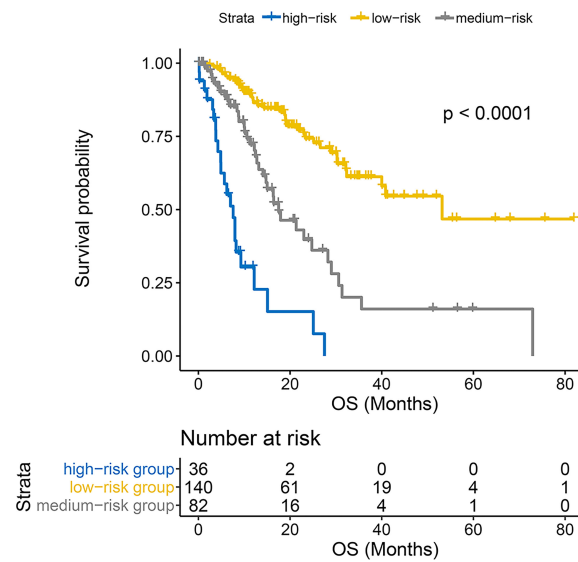 Strata high−risk low−risk medium−risk
1.00
p < 0.0001
0.75
Survival probability
0.50
0.25
0.00
0 20 40 60 80
OS (Months)
Number at risk
Strata
high−risk group 36 2 0 0 0
low−risk group 140 61 19 4 1
medium−risk group 82 16 4 1 0
0 20 40 60 80
OS (Months)